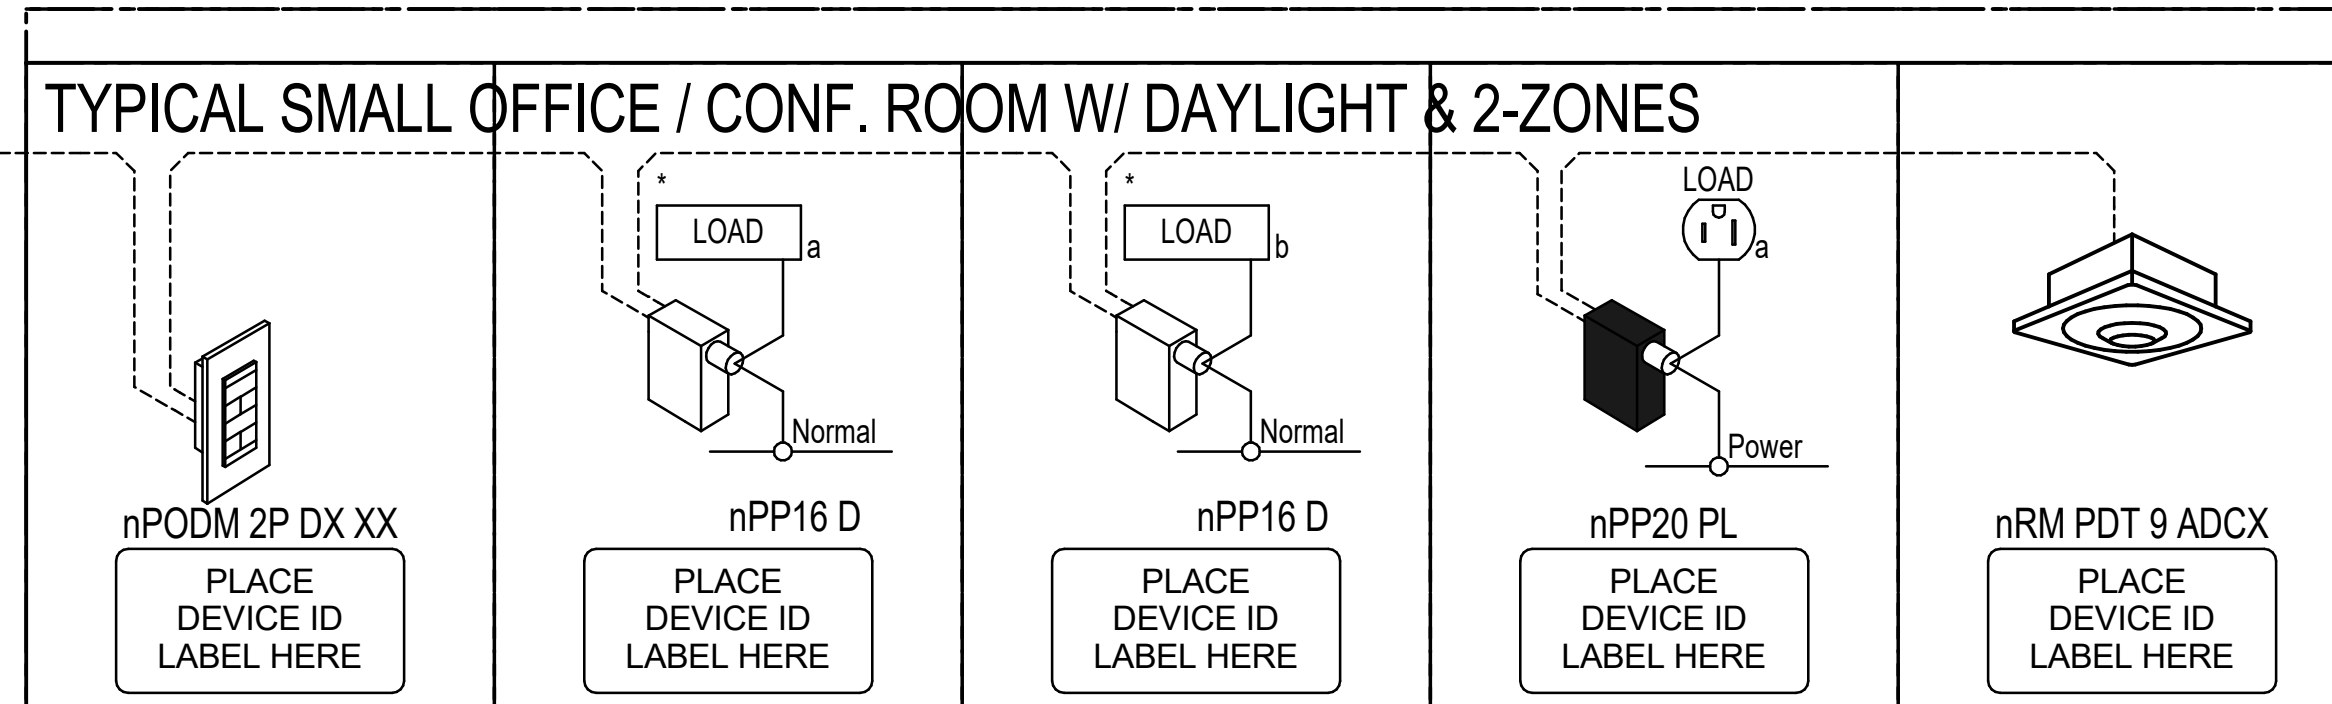 TYPICAL SMALL OFFICE / CONF. ROOM W/ DAYLIGHT & 2-ZONES
*
LOAD
a
Normal
*
LOAD
b
Normal
LOAD
a
Power
nPODM 2P DX XX
nPP16 D
nPP16 D
nPP20 PL
nRM PDT 9 ADCX
PLACE
DEVICE ID
LABEL HERE
PLACE
DEVICE ID
LABEL HERE
PLACE
DEVICE ID
LABEL HERE
PLACE
DEVICE ID
LABEL HERE
PLACE
DEVICE ID
LABEL HERE